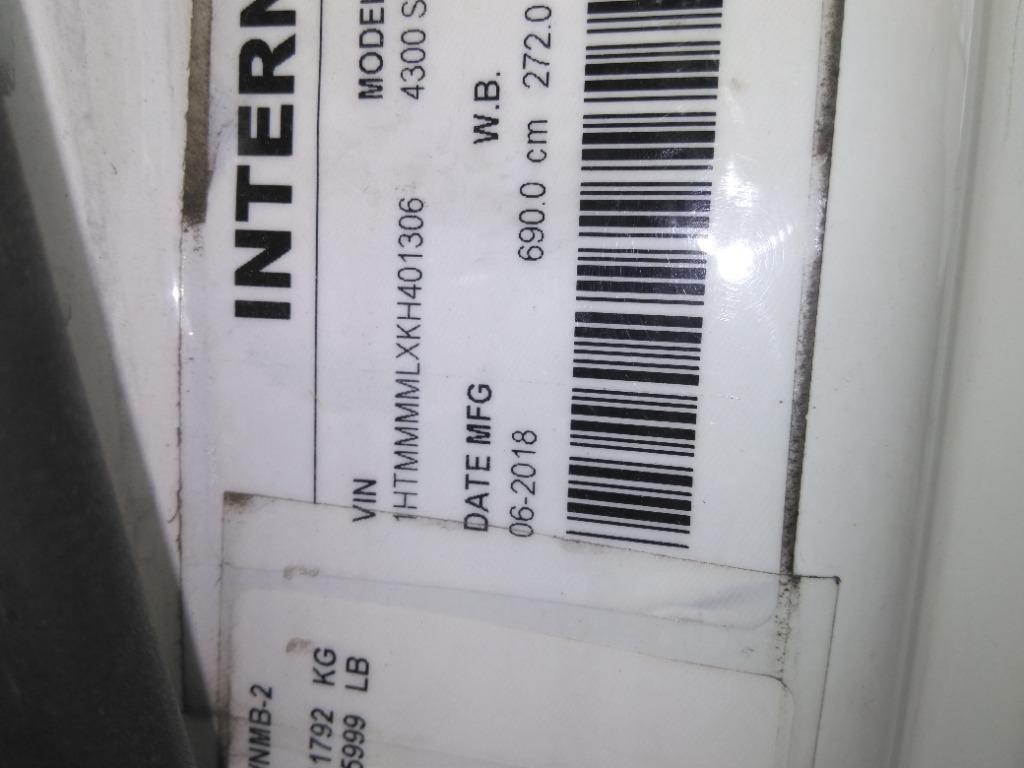 INTERN
VIN MODEL
1HTMMMMLXKH401306 4300 S
DATE MFG W.B.
06-2018 690.0 cm 272.0
NMB-2
1792 KG
5999 LB